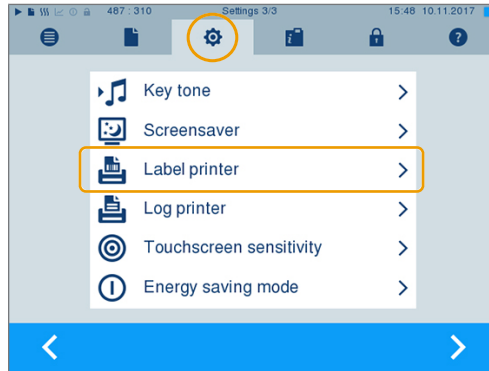 487 : 310 Settings 3/3 15:48 10.11.2017
Key tone
Screensaver
Label printer
Log printer
Touchscreen sensitivity
Energy saving mode